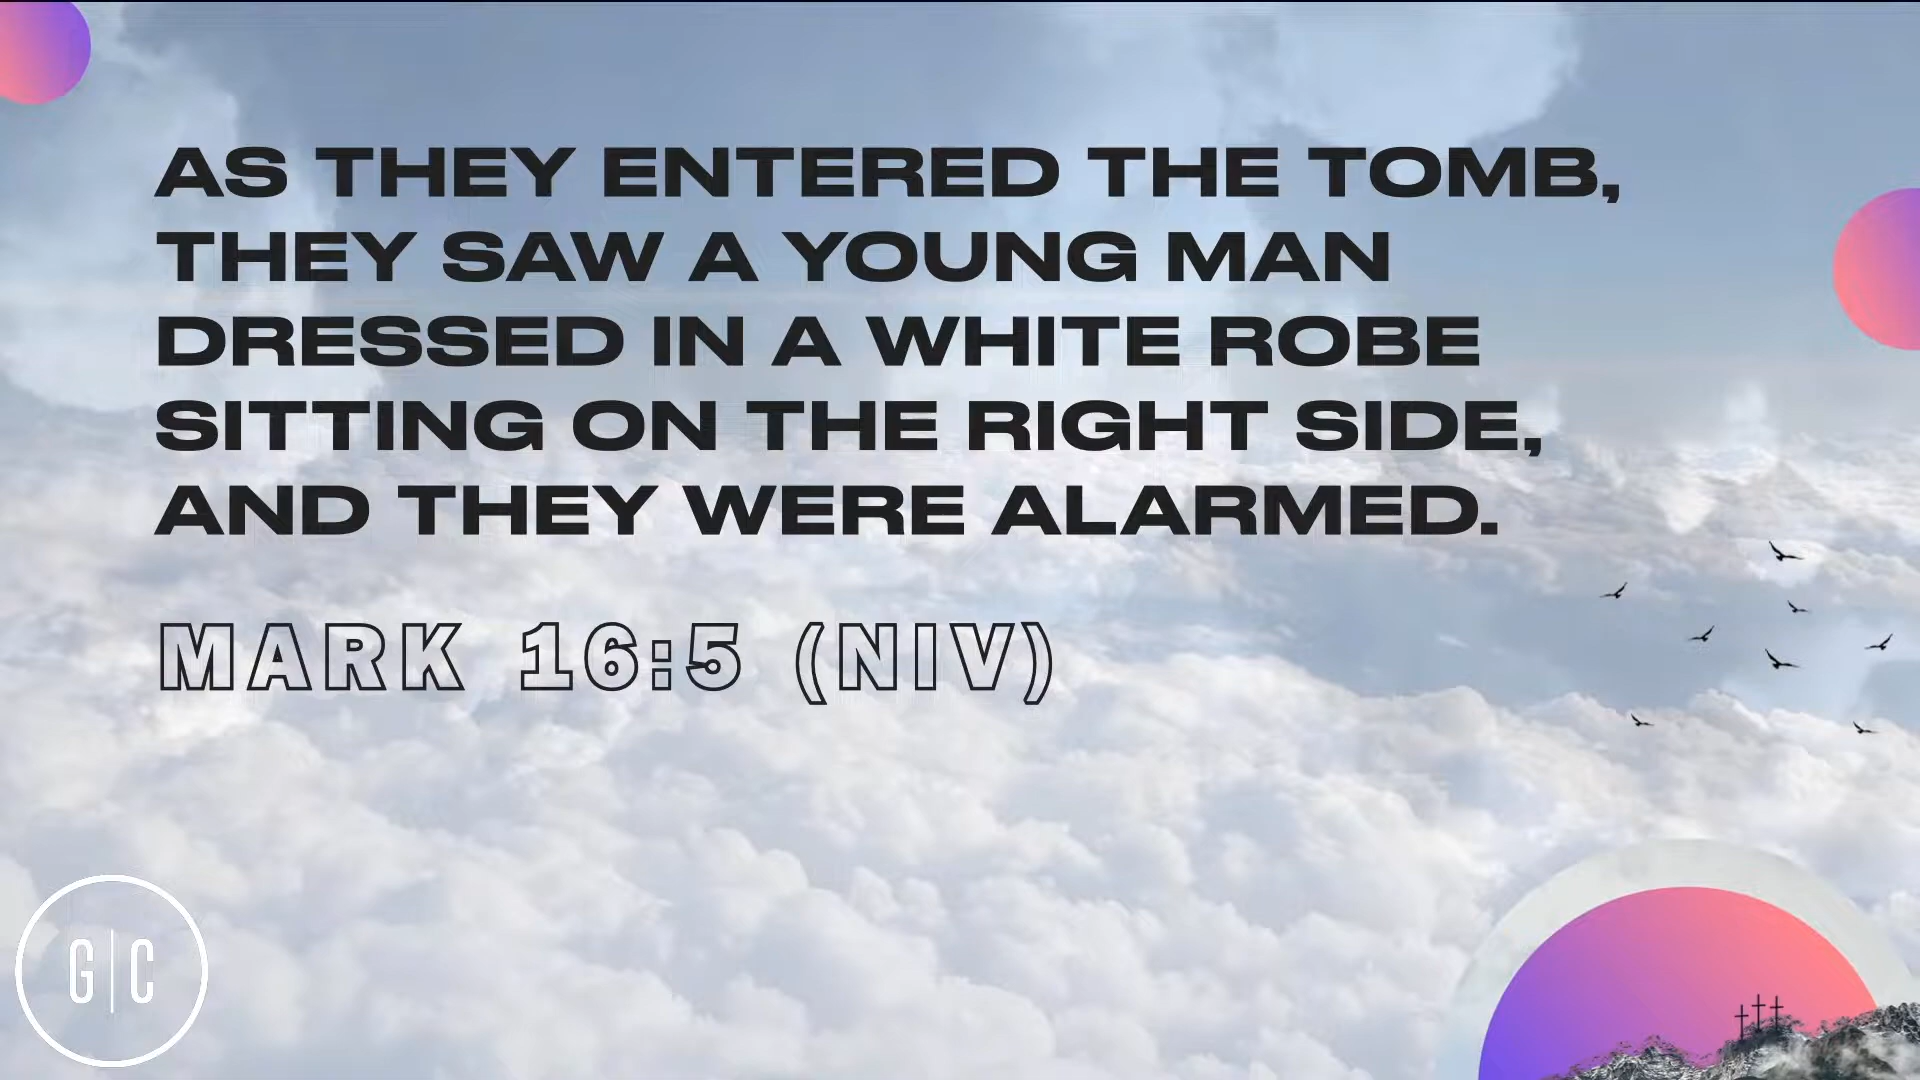 AS THEY ENTERED THE TOMB,
THEY SAW A YOUNG MAN
DRESSED IN A WHITE ROBE
SITTING ON THE RIGHT SIDE,
AND THEY WERE ALARMED.
MARK 16:5 (NIV)
G|C